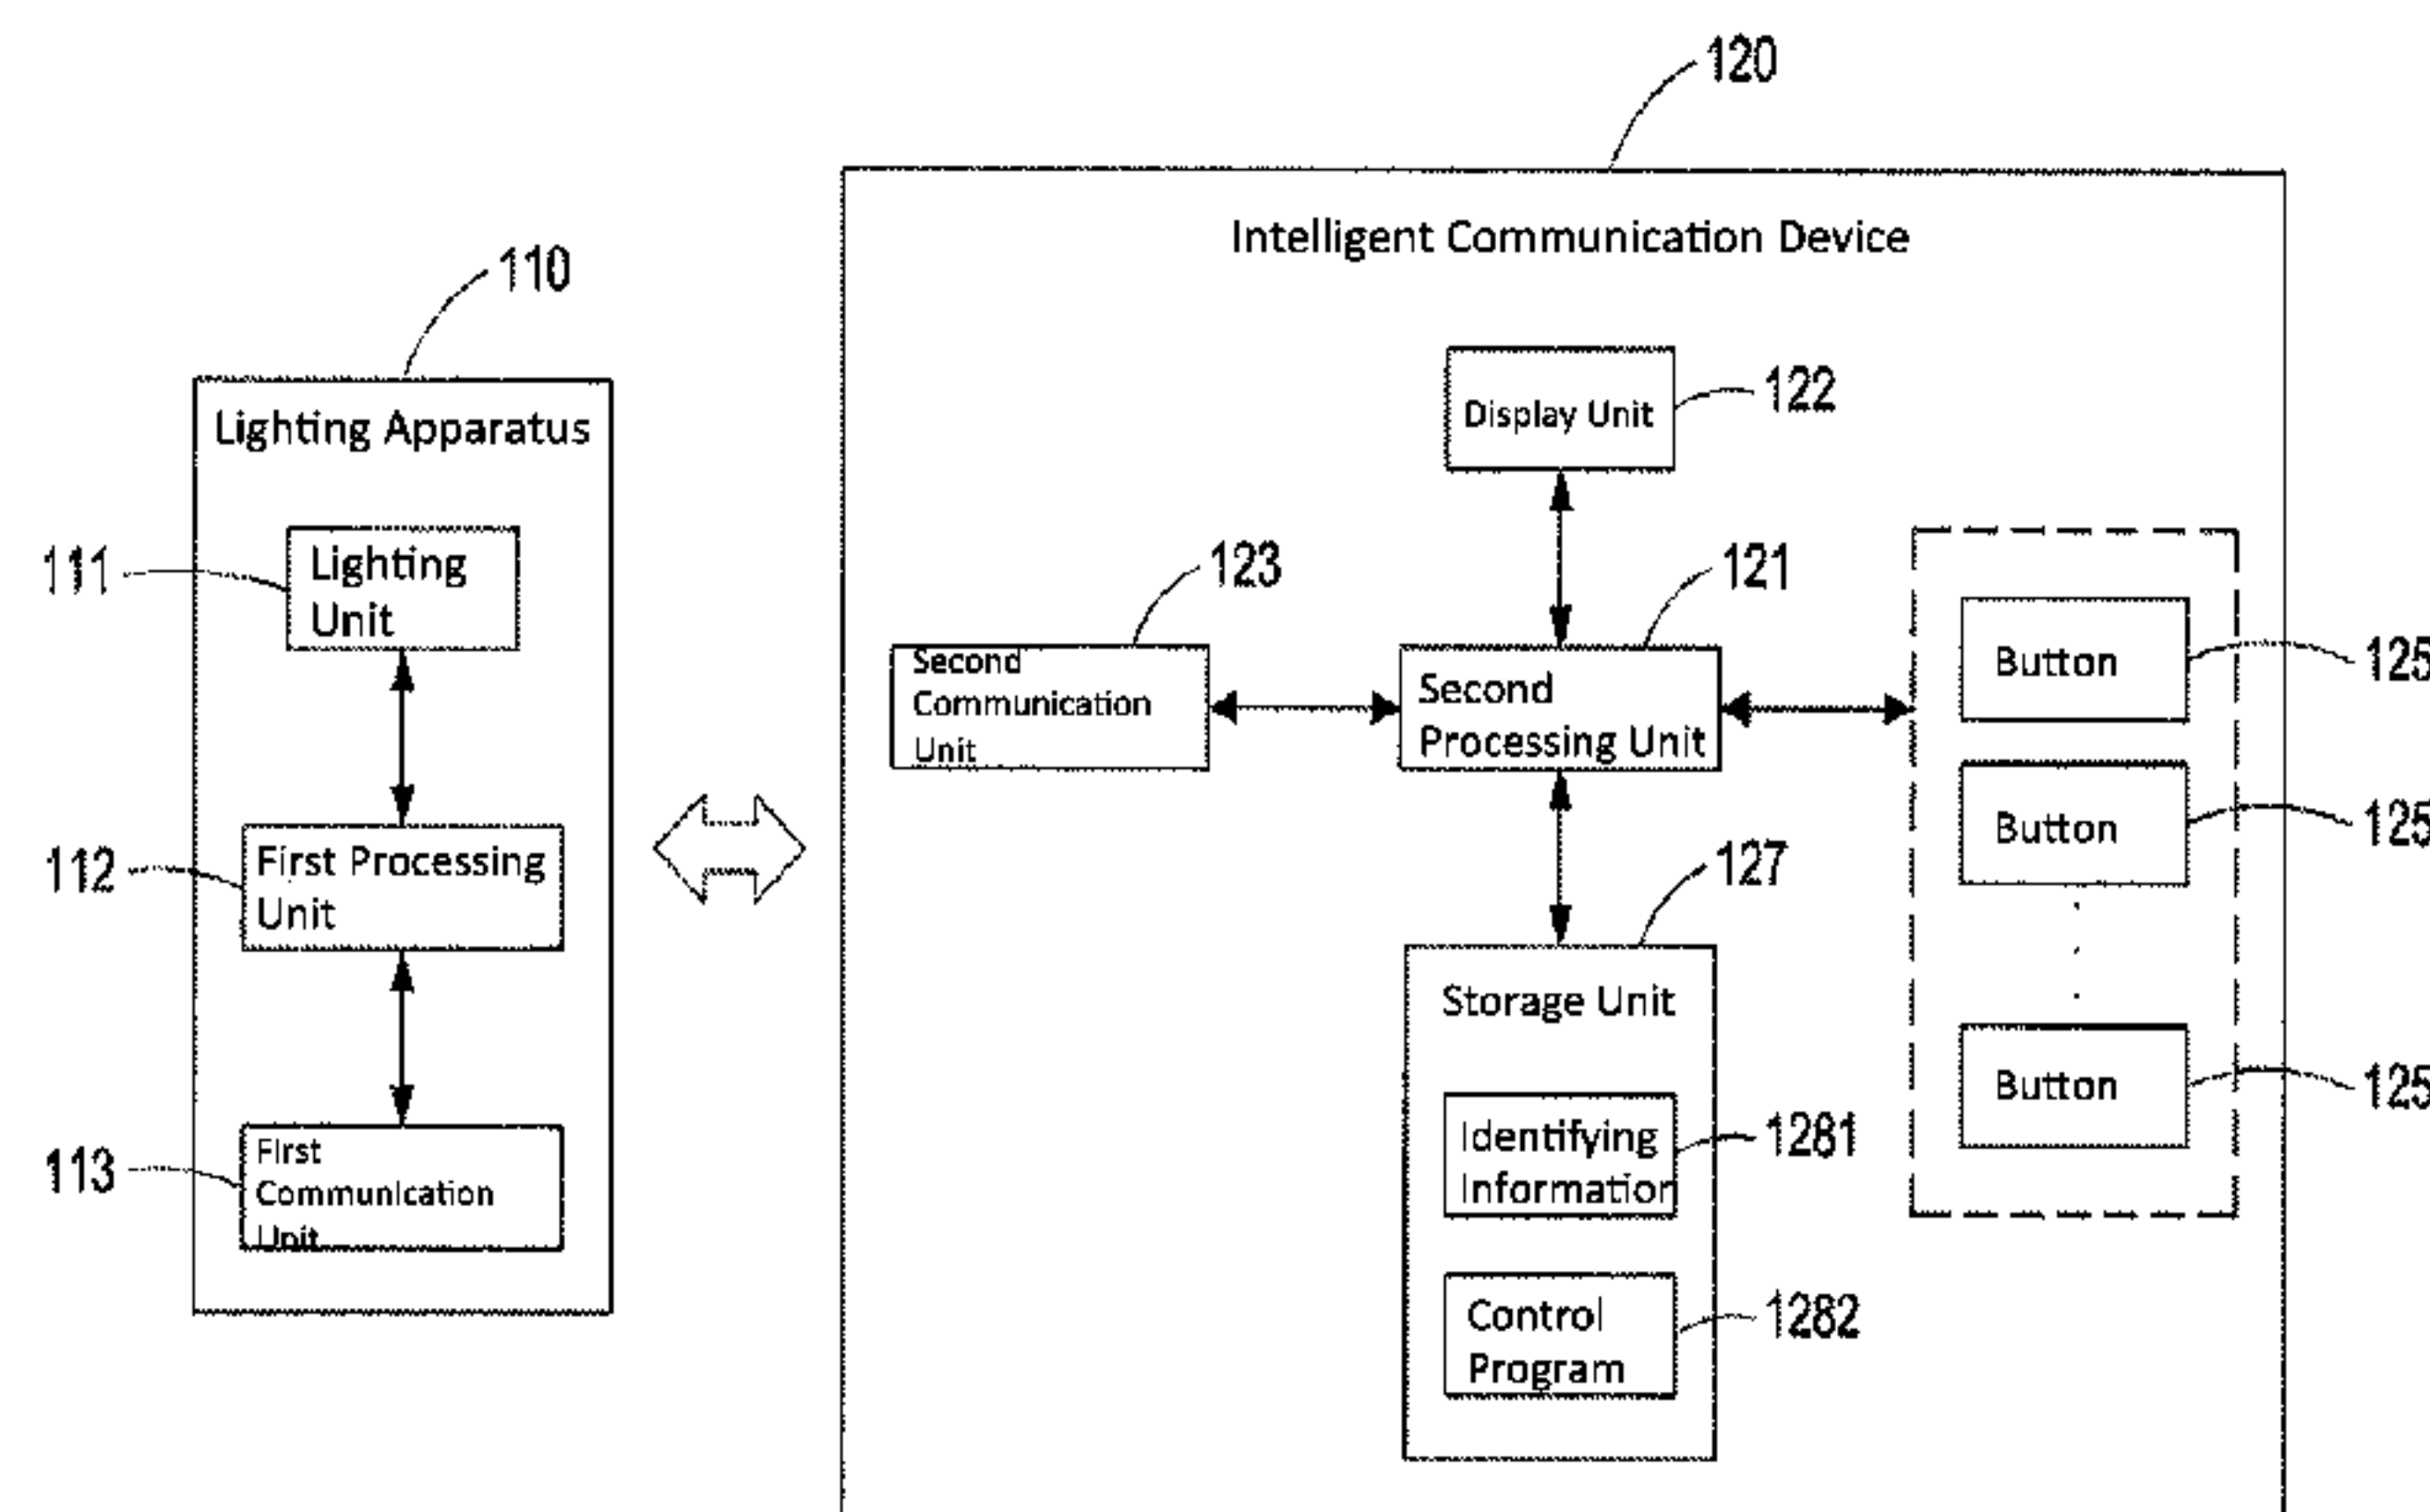 120
Intelligent Communication Device
110
Lighting Apparatus
111
Lighting
Unit
112
First Processing
Unit
113
First
Communication
Unit
Display Unit
122
123
Second
Communication
Unit
121
Second
Processing Unit
Button
125
Button
125
Button
125
127
Storage Unit
Identifying
Information
1281
Control
Program
1282